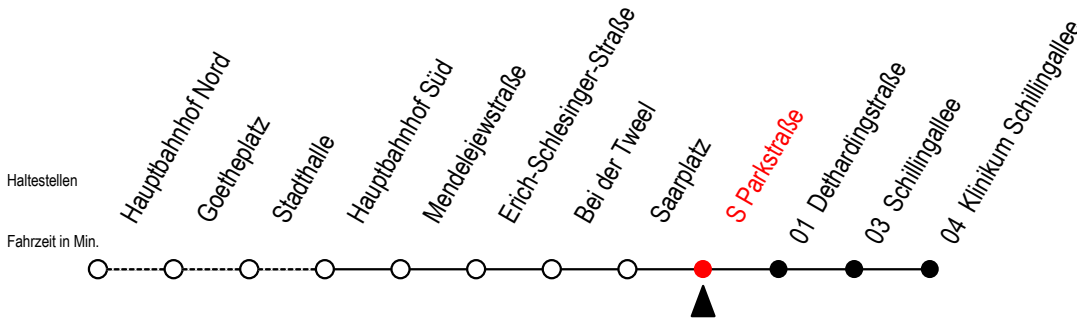 Haltestellen
Fahrzeit in Min.
Hauptbahnhof Nord
Goetheplatz
Stadthalle
Hauptbahnhof Süd
Mendelejewstraße
Erich-Schlesinger-Straße
Bei der Tweel
Saarplatz
S Parkstraße
01 Dethardingstraße
03 Schillingallee
04 Klinikum Schillingallee